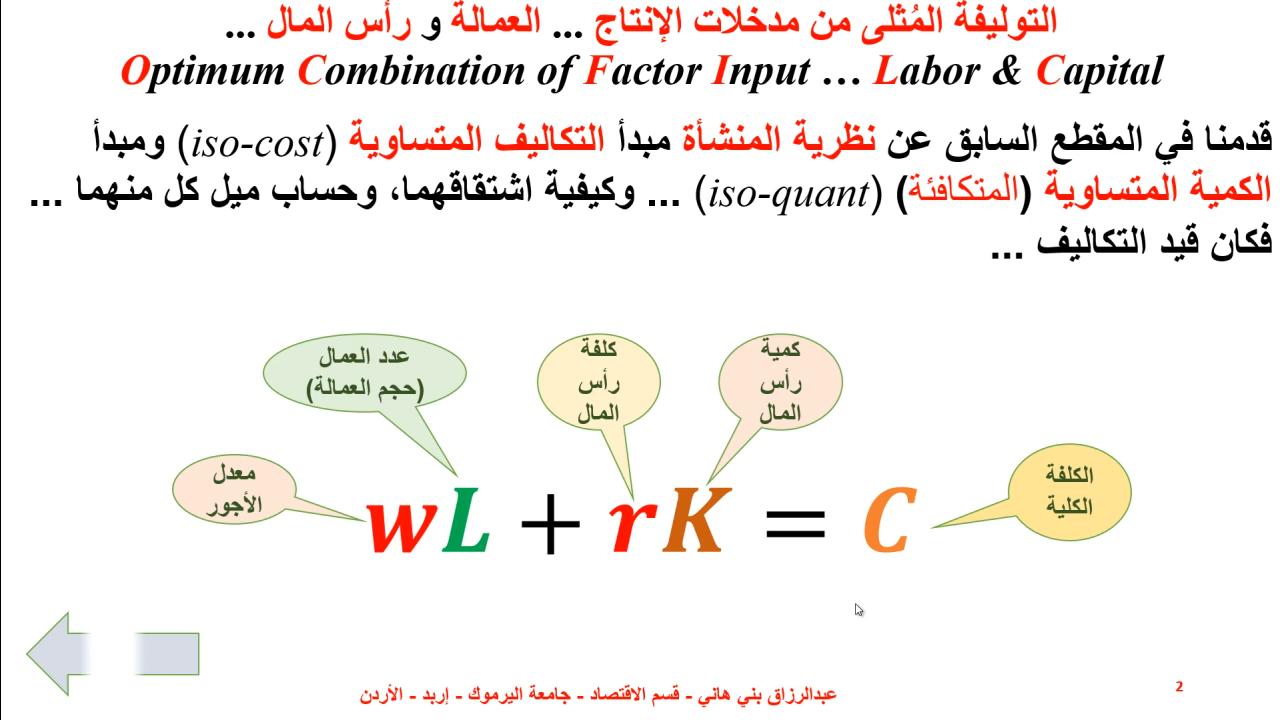 التوليفة المُثلى من مدخلات الإنتاج ... العمالة و رأس المال ...
Optimum Combination of Factor Input … Labor & Capital
قدمنا في المقطع السابق عن نظرية المنشأة مبدأ التكاليف المتساوية (iso-cost) ومبدأ
الكمية المتساوية (المتكافئة) (iso-quant) ... وكيفية اشتقاقهما، وحساب ميل كل منهما ...
فكان قيد التكاليف ...
عدد العمال
(حجم العمالة)
كلفة
رأس
المال
كمية
رأس
المال
معدل
الأجور
الكلفة
الكلية
wL + rK = C
عبدالرزاق بني هاني - قسم الاقتصاد - جامعة اليرموك - إربد - الأردن
2